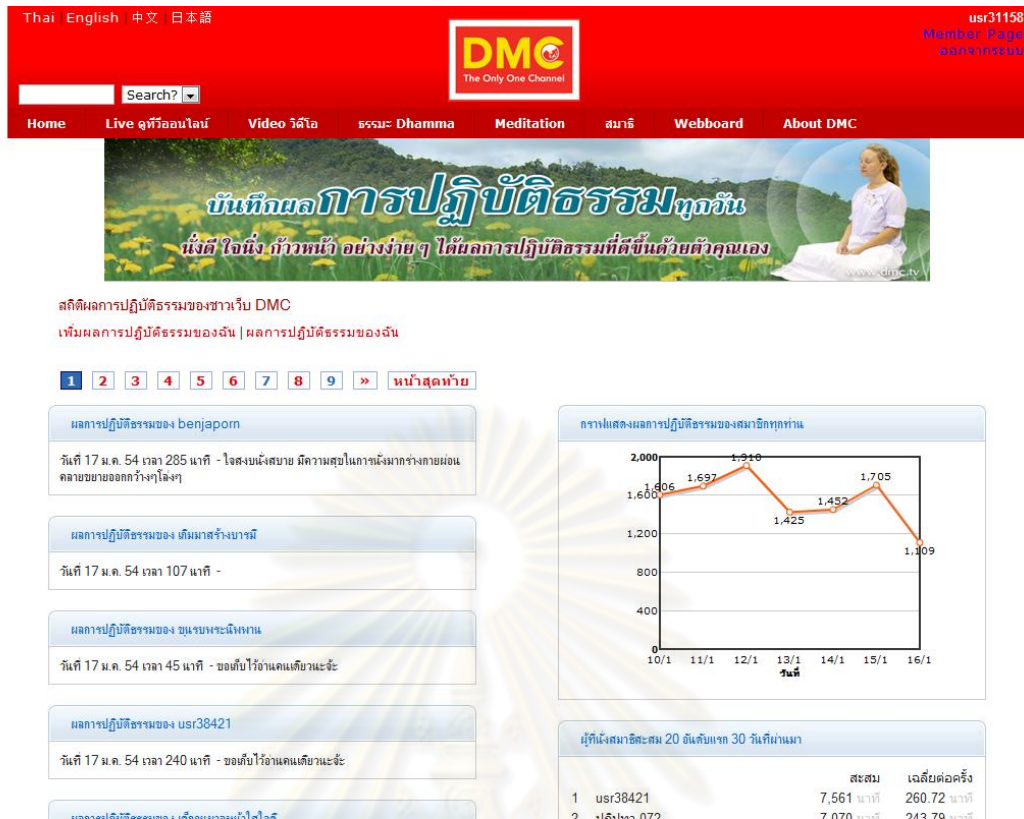 Thai English 中文 日本語
usr31158
Member Page
ออกจากระบบ
DMC
The Only One Channel
Search?
Home Live ดูทีวีออนไลน์ Video วิดีโอ ธรรมะ Dhamma Meditation สมาธิ Webboard About DMC
บันทึกผลการปฏิบัติธรรมทุกวัน
นั่งดี ใจนิ่ง ก้าวหน้า อย่างง่าย ๆ ได้ผลการปฏิบัติธรรมที่ดีขึ้นด้วยตัวคุณเอง
www.dmc.tv
สถิติผลการปฏิบัติธรรมของชาวเว็บ DMC
เพิ่มผลการปฏิบัติธรรมของฉัน | ผลการปฏิบัติธรรมของฉัน
1 2 3 4 5 6 7 8 9 » หน้าสุดท้าย
ผลการปฏิบัติธรรมของ benjaporn
วันที่ 17 ม.ค. 54 เวลา 285 นาที - ใจสงบนั่งสบาย มีความสุขในการนั่งมากร่างกายผ่อน
คลายขยายออกกว้างๆโล่งๆ
ผลการปฏิบัติธรรมของ เดิมมาสร้างบารมี
วันที่ 17 ม.ค. 54 เวลา 107 นาที -
ผลการปฏิบัติธรรมของ
วันที่ 17 ม.ค. 54 เวลา 45 นาที - ขอเก็บไว้อ่านคนเดียวนะจ้ะ
ผลการปฏิบัติธรรมของ usr38421
วันที่ 17 ม.ค. 54 เวลา 240 นาที - ขอเก็บไว้อ่านคนเดียวนะจ้ะ
กราฟแสดงผลการปฏิบัติธรรมของสมาชิกทุกท่าน
2,000
1,600
1,200
800
400
0
1,606 1,697 1,910 1,425 1,452 1,705 1,109
10/1 11/1 12/1 13/1 14/1 15/1 16/1
วันที่
ผู้ที่นั่งสมาธิสะสม 20 อันดับแรก 30 วันที่ผ่านมา
สะสม เฉลี่ยต่อครั้ง
1 usr38421 7,561 นาที 260.72 นาที
2 072 7,070 นาที 243.79 นาที